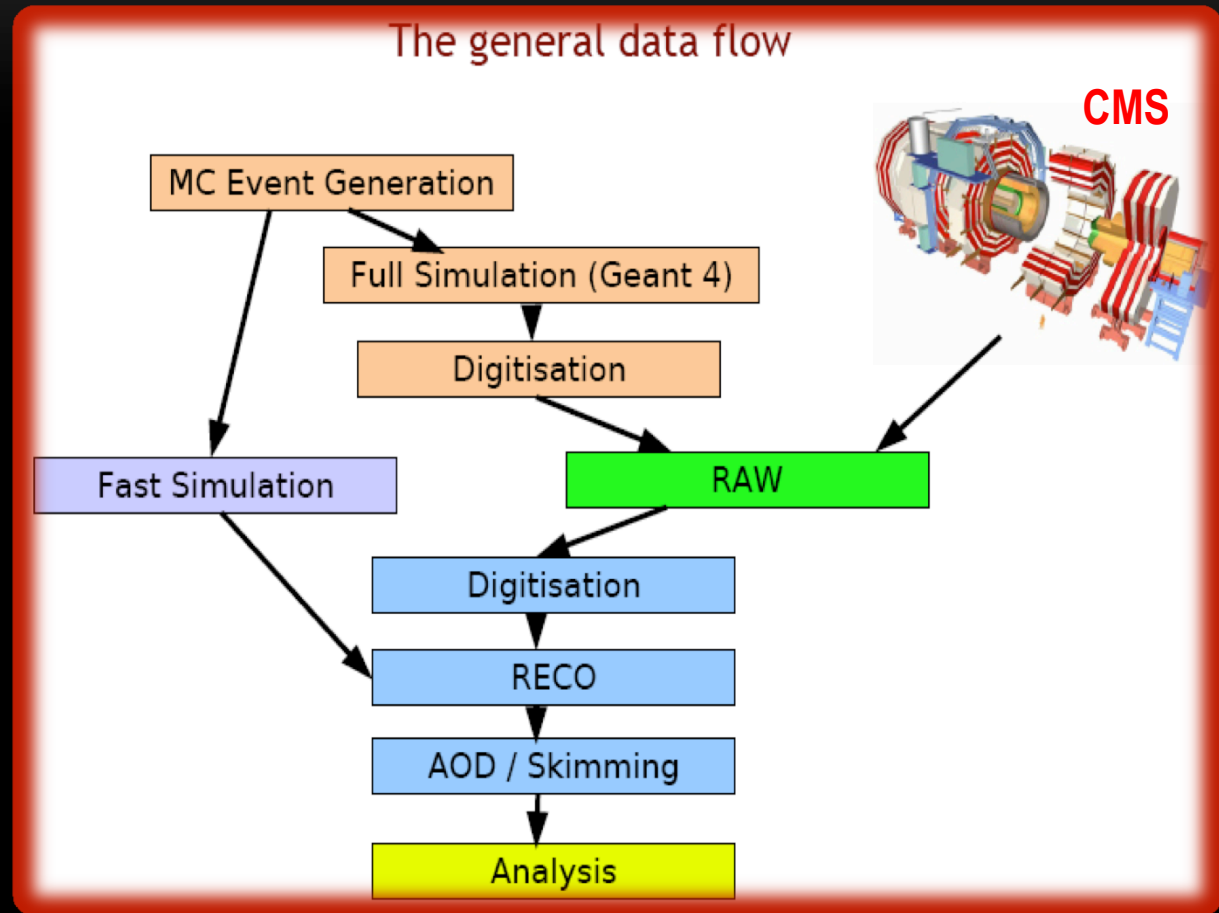 The general data flow
CMS
MC Event Generation
Full Simulation (Geant 4)
Digitisation
Fast Simulation
RAW
Digitisation
RECO
AOD / Skimming
Analysis